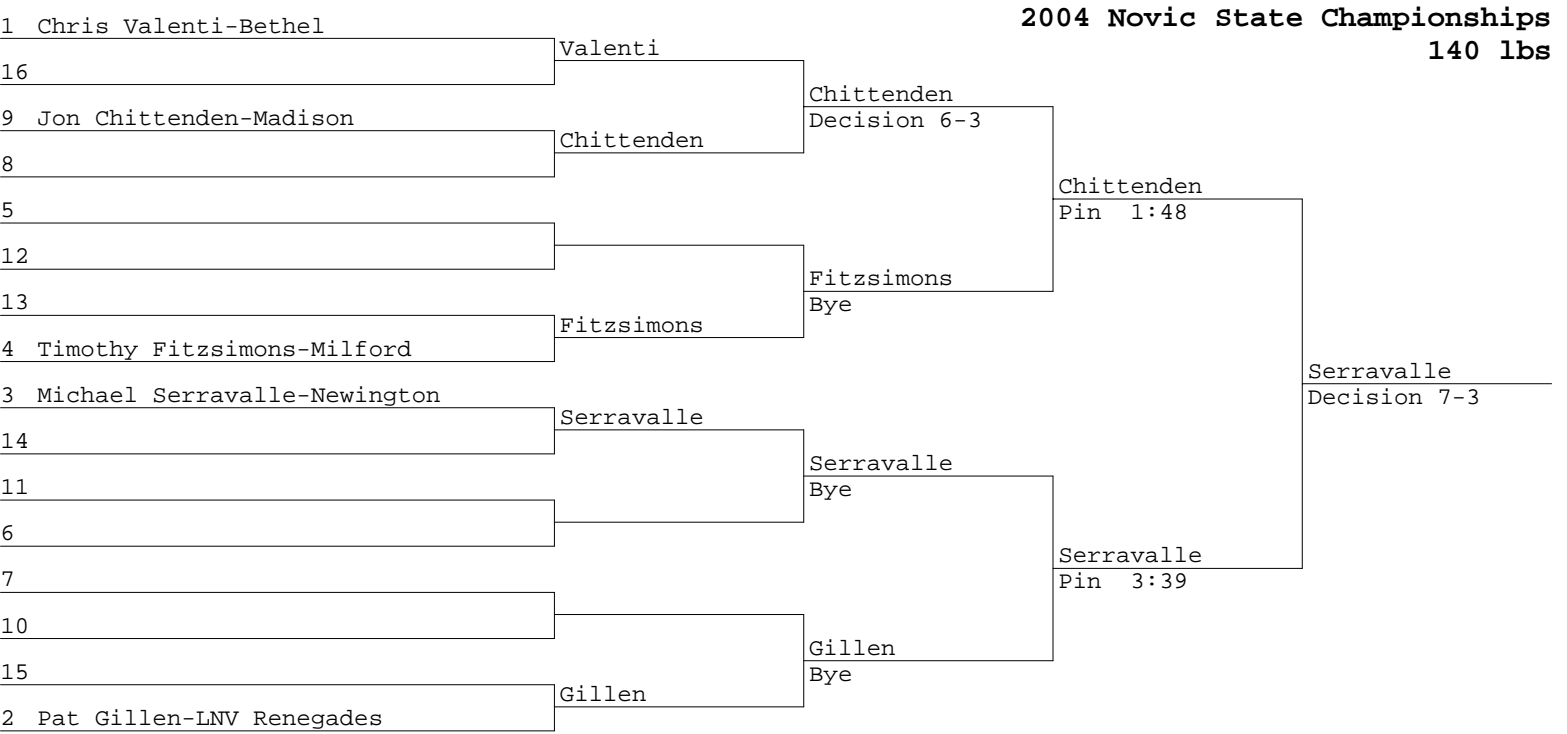 2004 Novic State Championships
140 lbs
1 Chris Valenti-Bethel
16
9 Jon Chittenden-Madison
8
5
12
13
4 Timothy Fitzsimons-Milford
3 Michael Serravalle-Newington
14
11
6
7
10
15
2 Pat Gillen-LNV Renegades
Valenti
Chittenden
Fitzsimons
Serravalle
Gillen
Chittenden
Decision 6-3
Fitzsimons
Bye
Serravalle
Bye
Gillen
Bye
Chittenden
Pin 1:48
Serravalle
Pin 3:39
Serravalle
Decision 7-3